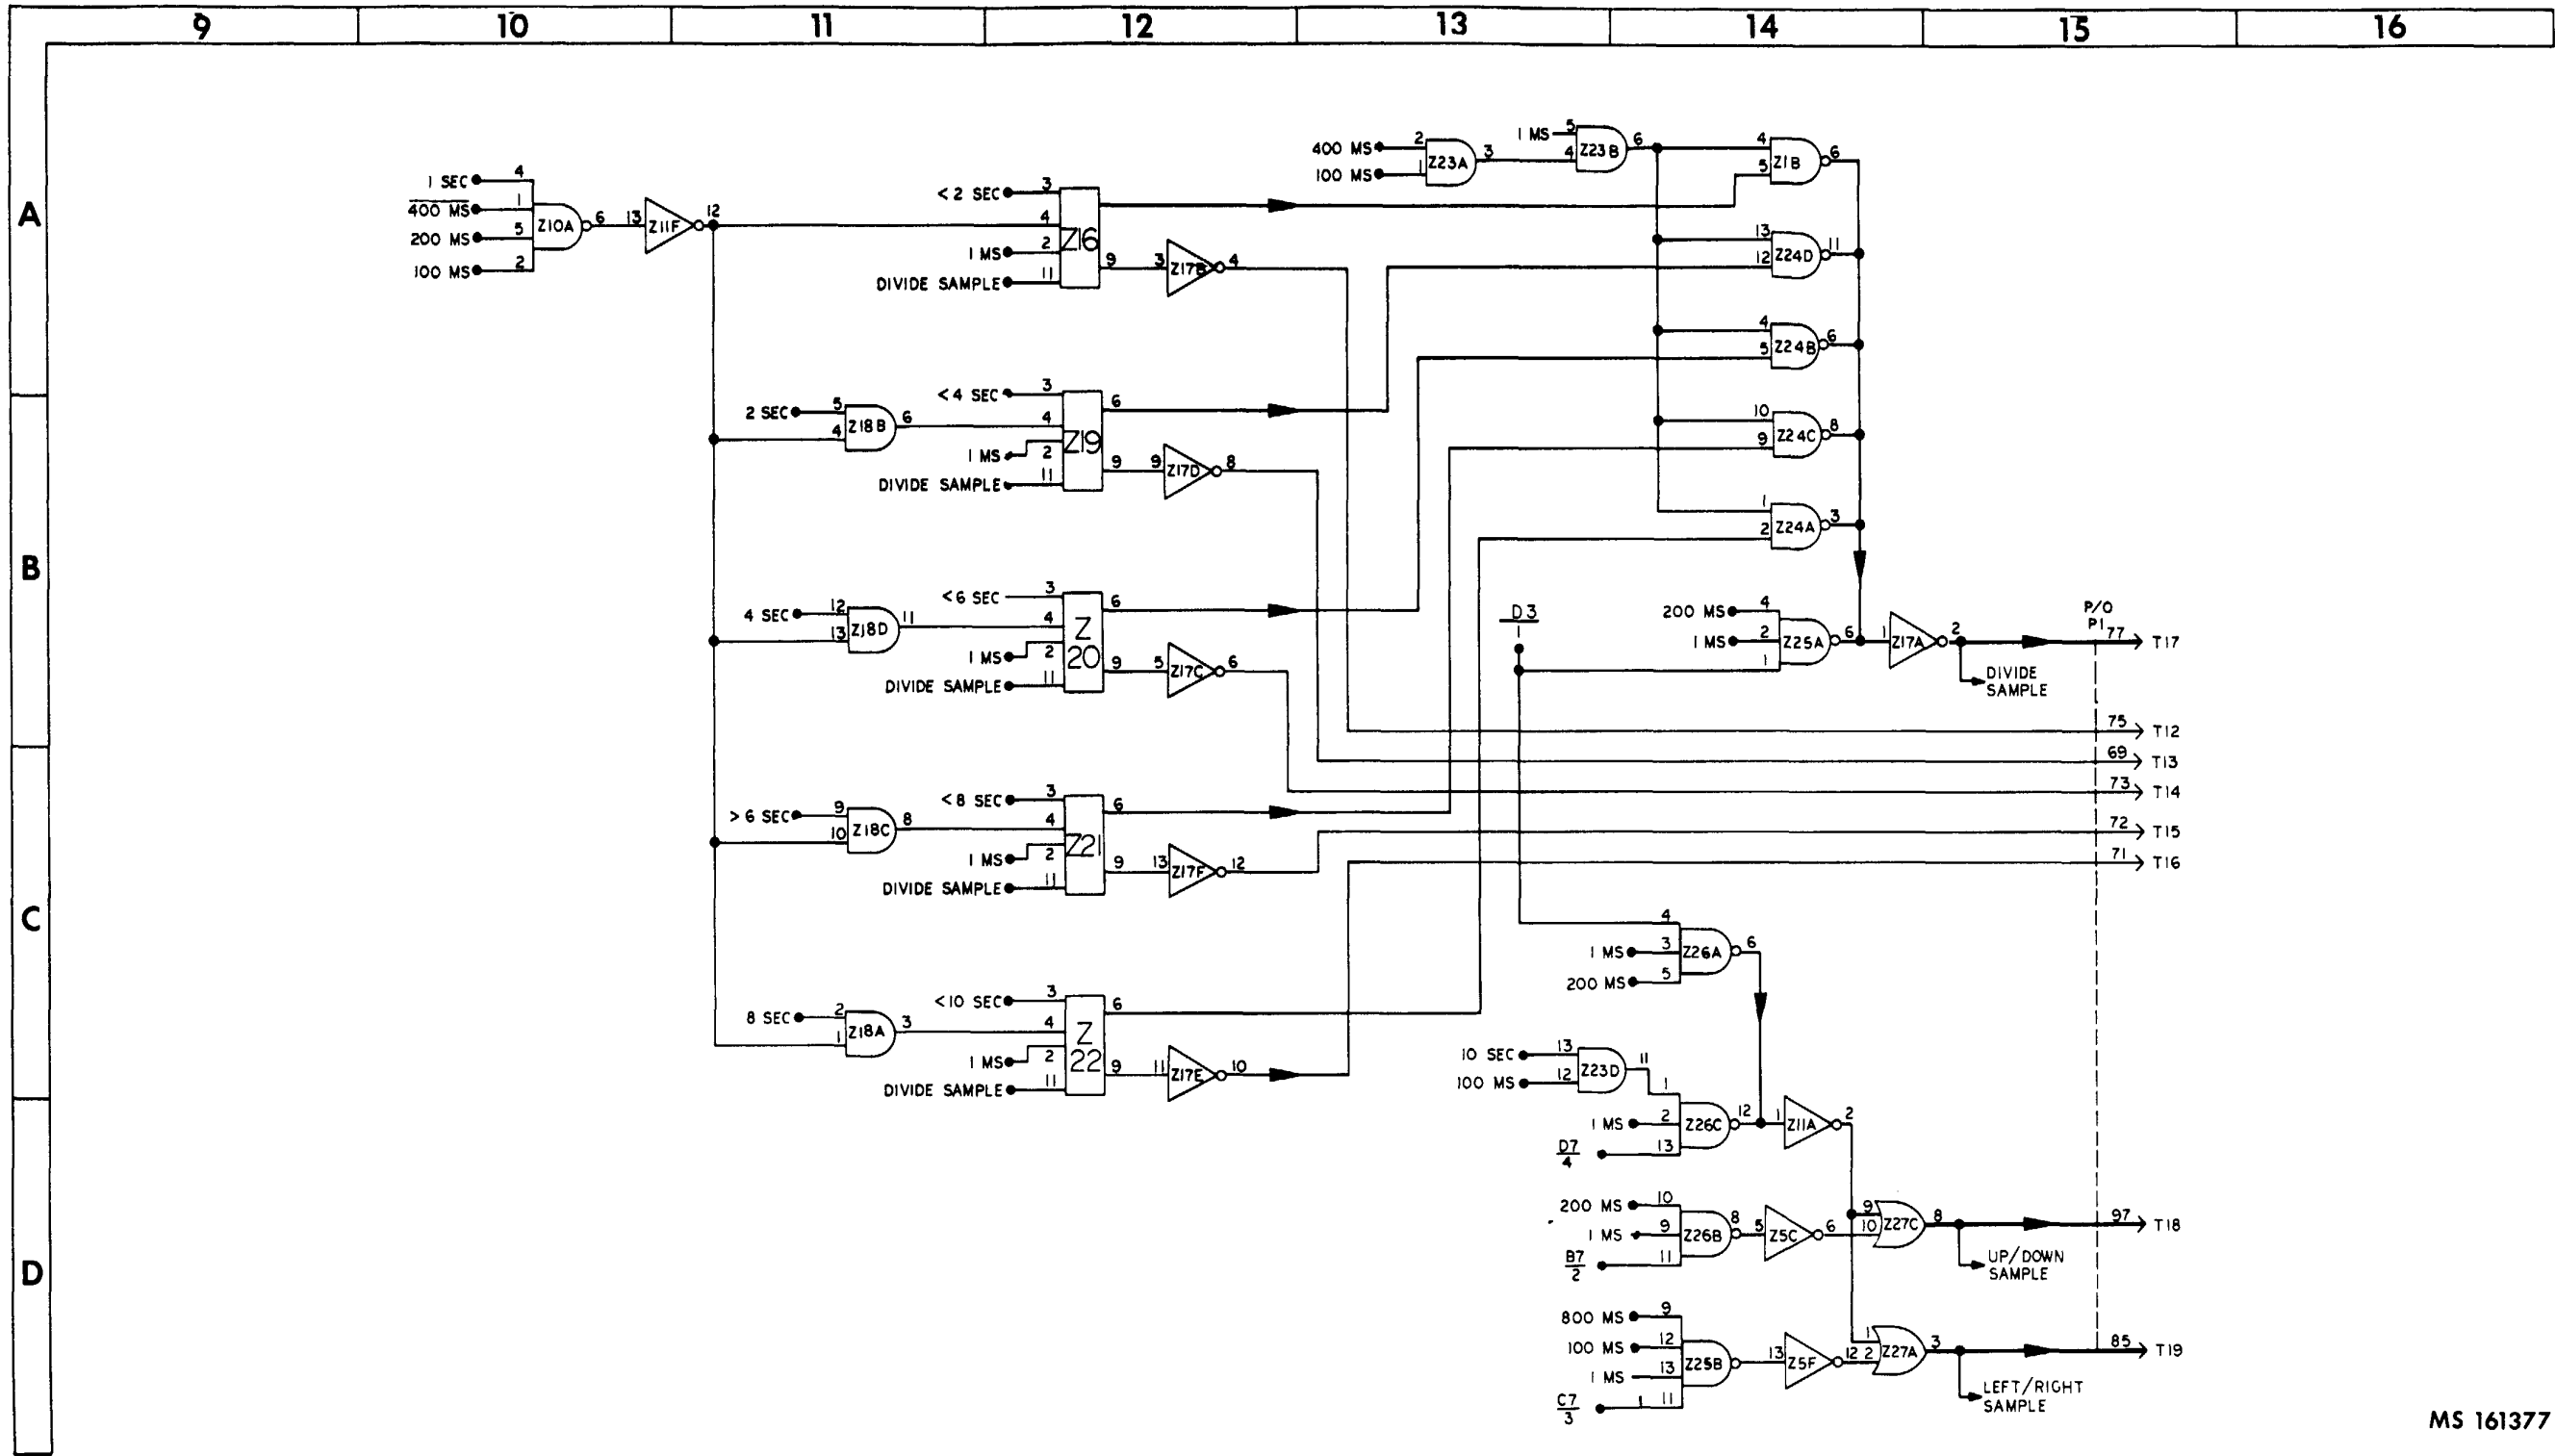 9 10 11 12 13 14 15 16
A
B
C
D
1 SEC 4
400 MS 1
200 MS 5
100 MS 2
Z10A 6 13 Z11F 12
<2 SEC 3
4
1 MS 2
DIVIDE SAMPLE 11
Z16
9 3 Z17B 4
2 SEC 5
4
Z18B 6
<4 SEC 3
4
1 MS 2
DIVIDE SAMPLE 11
Z19
6
9 9 Z17D 8
4 SEC 12
13
Z18D 11
<6 SEC 3
4
1 MS 2
DIVIDE SAMPLE 11
Z
20
6
9 5 Z17C 6
>6 SEC 9
10
Z18C 8
<8 SEC 3
4
1 MS 2
DIVIDE SAMPLE 11
Z21
6
9 13 Z17F 12
8 SEC 2
1
Z18A 3
<10 SEC 3
4
1 MS 2
DIVIDE SAMPLE 11
Z
22
6
9 11 Z17E 10
400 MS 2
100 MS 1
Z23A 3
1 MS 5
4
Z23B 6
4
5
Z1B 6
13
12
Z24D 11
4
5
Z24B 6
10
9
Z24C 8
1
2
Z24A 3
D3
1
200 MS 4
1 MS 2
1
Z25A 6 1 Z17A 2
DIVIDE
SAMPLE
P/O
P1
77 T17
75 T12
69 T13
73 T14
72 T15
71 T16
4
1 MS 3
200 MS 5
Z26A 6
10 SEC 13
100 MS 12
Z23D 11
1
1 MS 2
D7
4
13
Z26C 12 1 Z11A 2
200 MS 10
1 MS 9
B7
2
11
Z26B 8 5 Z5C 6
9
10
Z27C 8
97 T18
UP/DOWN
SAMPLE
800 MS 9
100 MS 12
1 MS 13
C7
3
11
Z25B 13 Z5F 12
1
2
Z27A 3
85 T19
LEFT/RIGHT
SAMPLE
MS 161377